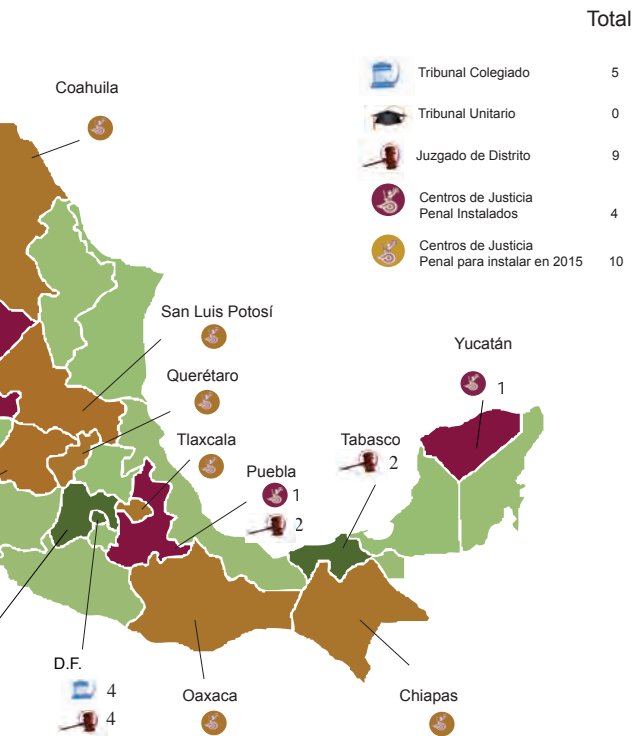 Total
Tribunal Colegiado 5
Tribunal Unitario 0
Juzgado de Distrito 9
Centros de Justicia
Penal Instalados 4
Centros de Justicia
Penal para instalar en 2015 10
Coahuila
San Luis Potosí
Querétaro
Tlaxcala
Puebla
1
2
Tabasco
2
Yucatán
1
D.F.
4
4
Oaxaca
Chiapas